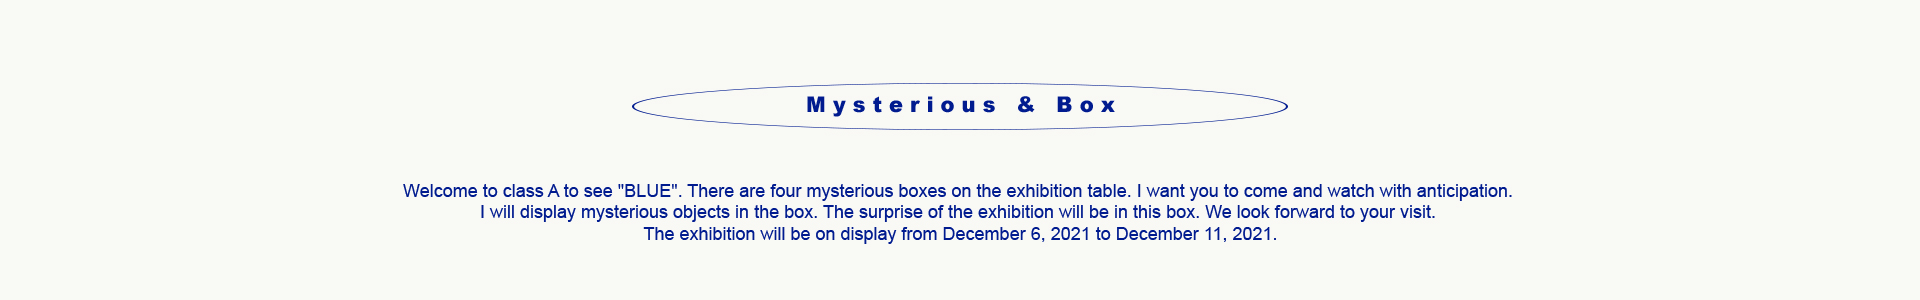 Mysterious & Box
Welcome to class A to see "BLUE". There are four mysterious boxes on the exhibition table. I want you to come and watch with anticipation.
I will display mysterious objects in the box. The surprise of the exhibition will be in this box. We look forward to your visit.
The exhibition will be on display from December 6, 2021 to December 11, 2021.